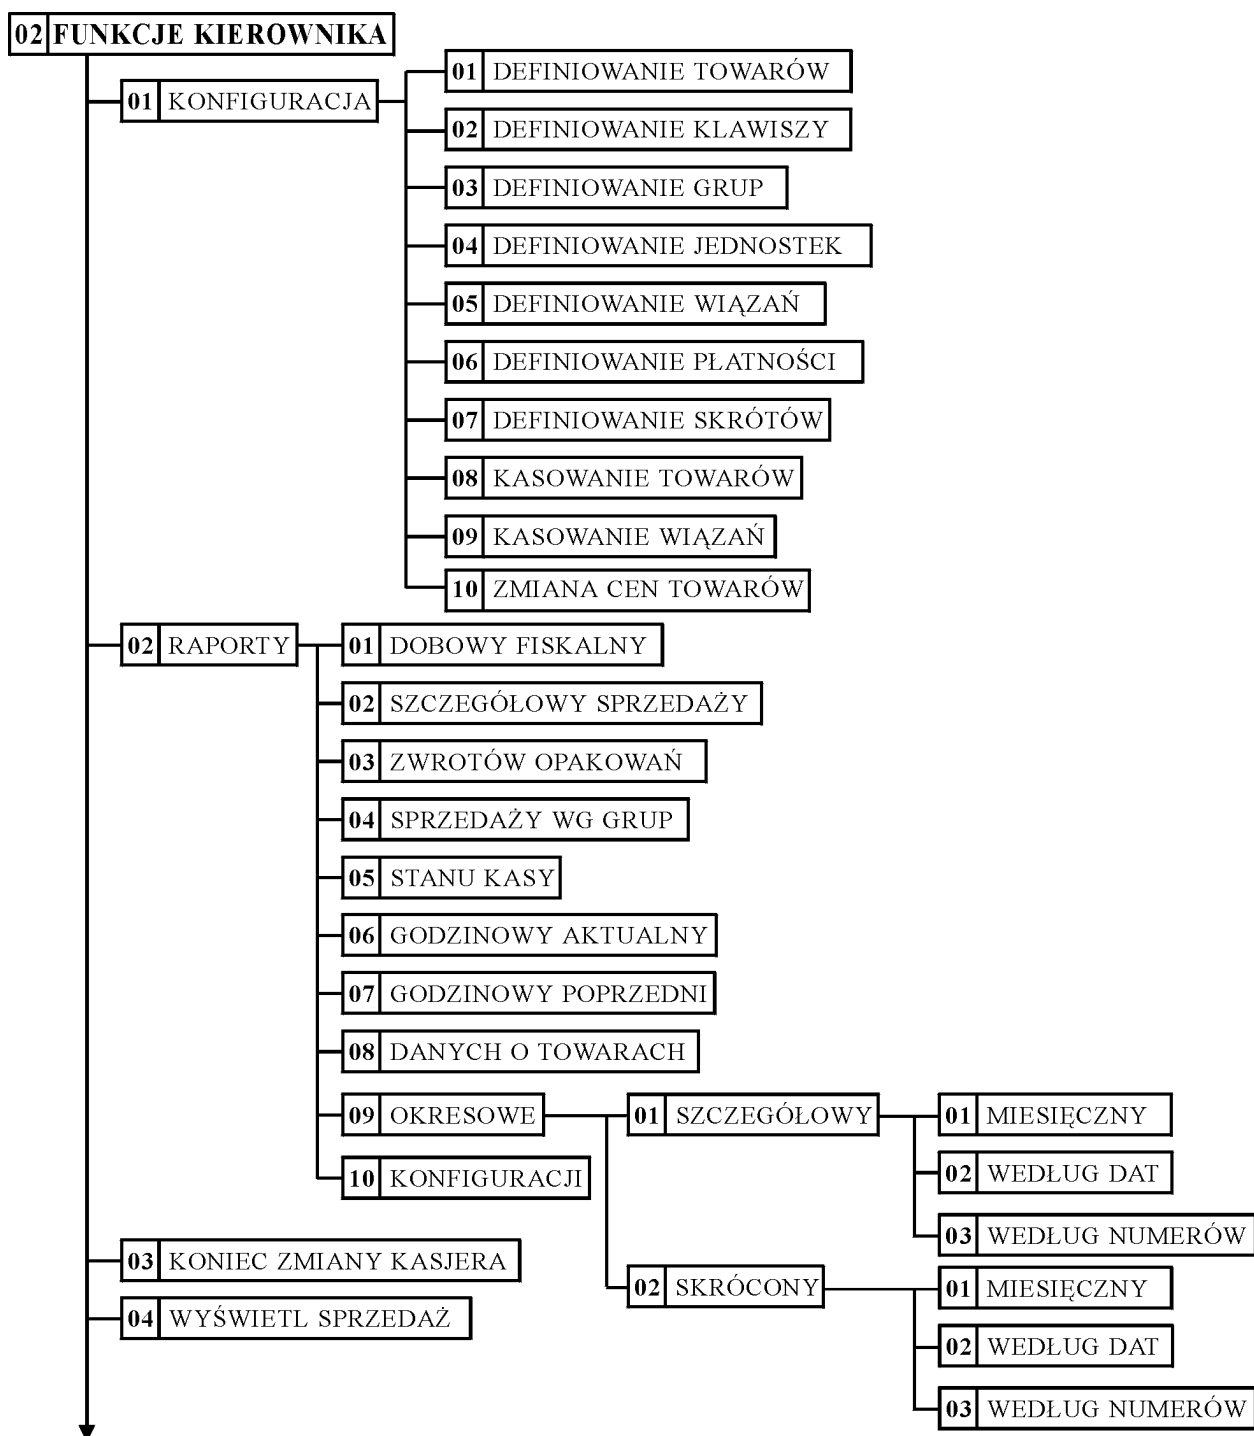 02 FUNKCJE KIEROWNIKA
01 KONFIGURACJA
01 DEFINIOWANIE TOWARÓW
02 DEFINIOWANIE KLAWISZY
03 DEFINIOWANIE GRUP
04 DEFINIOWANIE JEDNOSTEK
05 DEFINIOWANIE WIĄZAŃ
06 DEFINIOWANIE PŁATNOŚCI
07 DEFINIOWANIE SKRÓTÓW
08 KASOWANIE TOWARÓW
09 KASOWANIE WIĄZAŃ
10 ZMIANA CEN TOWARÓW
02 RAPORTY
01 DOBOWY FISKALNY
02 SZCZEGÓŁOWY SPRZEDAŻY
03 ZWROTÓW OPAKOWAŃ
04 SPRZEDAŻY WG GRUP
05 STANU KASY
06 GODZINOWY AKTUALNY
07 GODZINOWY POPRZEDNI
08 DANYCH O TOWARACH
09 OKRESOWE
01 SZCZEGÓŁOWY
01 MIESIĘCZNY
02 WEDŁUG DAT
03 WEDŁUG NUMERÓW
02 SKRÓCONY
01 MIESIĘCZNY
02 WEDŁUG DAT
03 WEDŁUG NUMERÓW
10 KONFIGURACJI
03 KONIEC ZMIANY KASJERA
04 WYŚWIETL SPRZEDAŻ